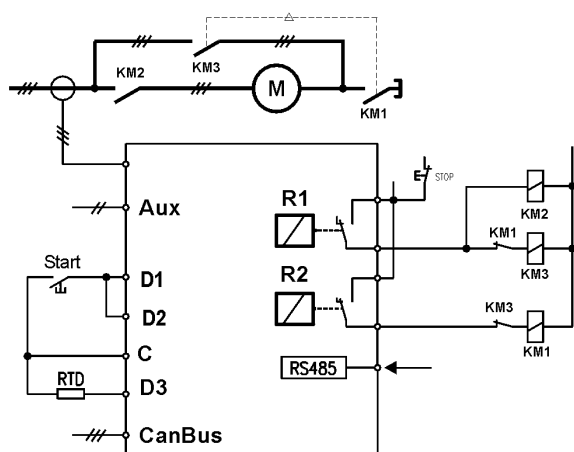 KM2
KM3
M
KM1
STOP
Aux
R1
KM2
KM1
KM3
Start
D1
R2
D2
KM3
KM1
C
RTD
D3
RS485
CanBus